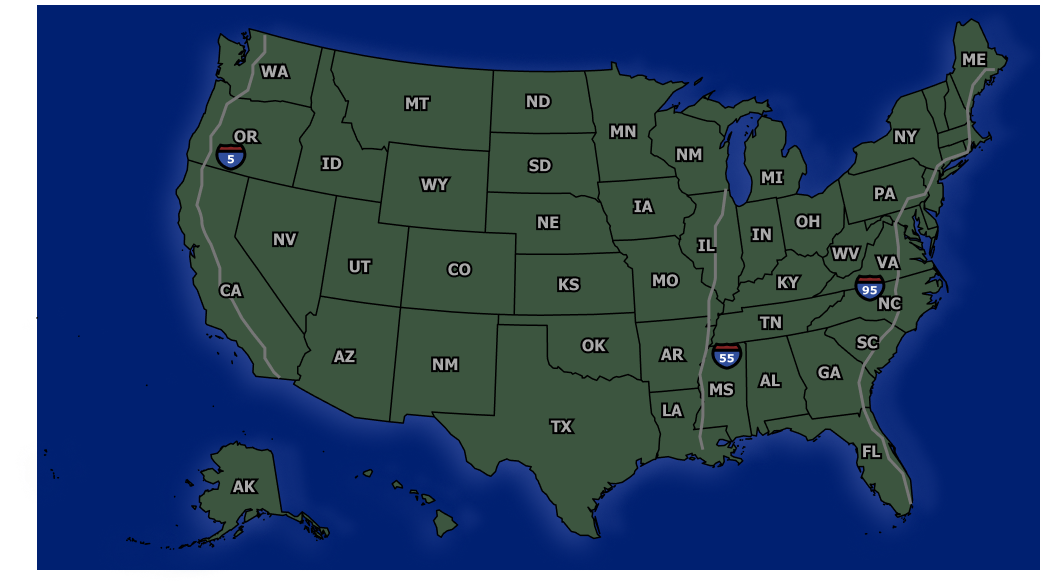 ME
WA
MT
ND
MN
OR
NY
5
ID
SD
NM
MI
WY
PA
IA
NE
OH
NV
IL
IN
WV
VA
UT
CO
MO
KS
KY
CA
95
NC
TN
OK
SC
AZ
AR
55
NM
GA
AL
MS
LA
TX
FL
AK